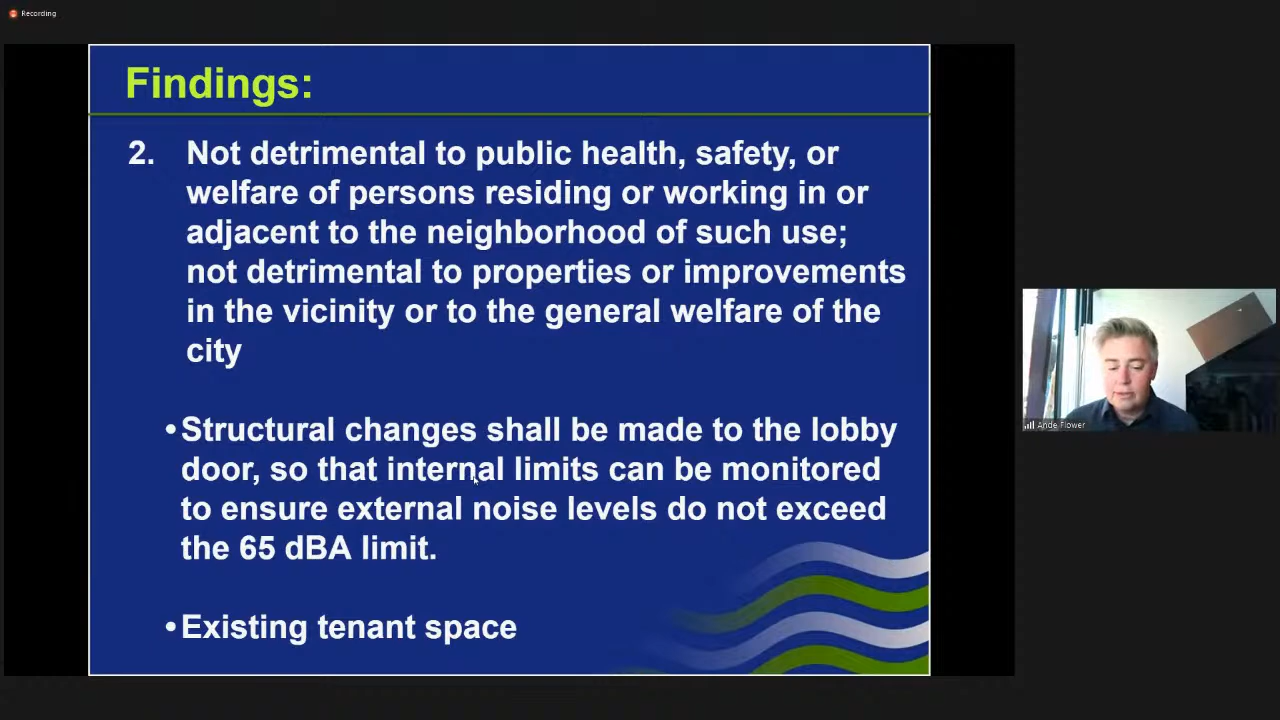 Recording
Findings:
2. Not detrimental to public health, safety, or
welfare of persons residing or working in or
adjacent to the neighborhood of such use;
not detrimental to properties or improvements
in the vicinity or to the general welfare of the
city
•Structural changes shall be made to the lobby
door, so that internal limits can be monitored
to ensure external noise levels do not exceed
the 65 dBA limit.
•Existing tenant space
Ande Flower